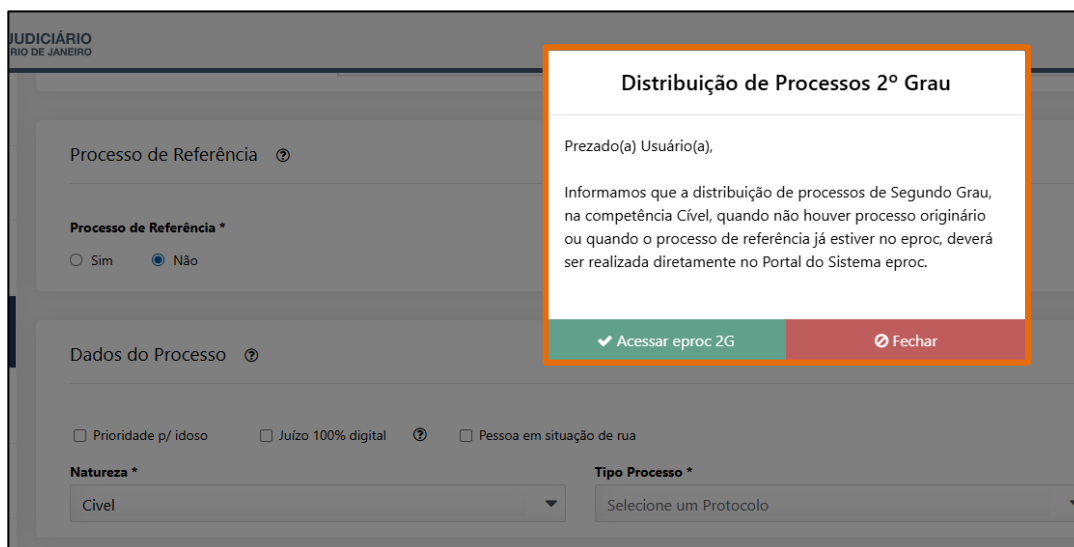 JUDICIÁRIO
RIO DE JANEIRO
Distribuição de Processos 2º Grau
Prezado(a) Usuário(a),
Informamos que a distribuição de processos de Segundo Grau,
na competência Cível, quando não houver processo originário
ou quando o processo de referência já estiver no eproc, deverá
ser realizada diretamente no Portal do Sistema eproc.
Acessar eproc 2G
Fechar
Processo de Referência
Processo de Referência *
Sim Não
Dados do Processo
Prioridade p/ idoso Juízo 100% digital Pessoa em situação de rua
Natureza * Tipo Processo *
Civel Selecione um Protocolo